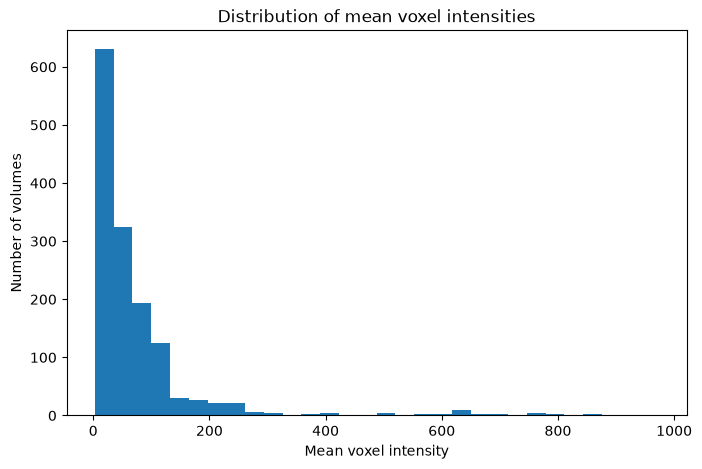 Distribution of mean voxel intensities
600
500
400
300
200
100
0
Number of volumes
0 200 400 600 800 1000
Mean voxel intensity